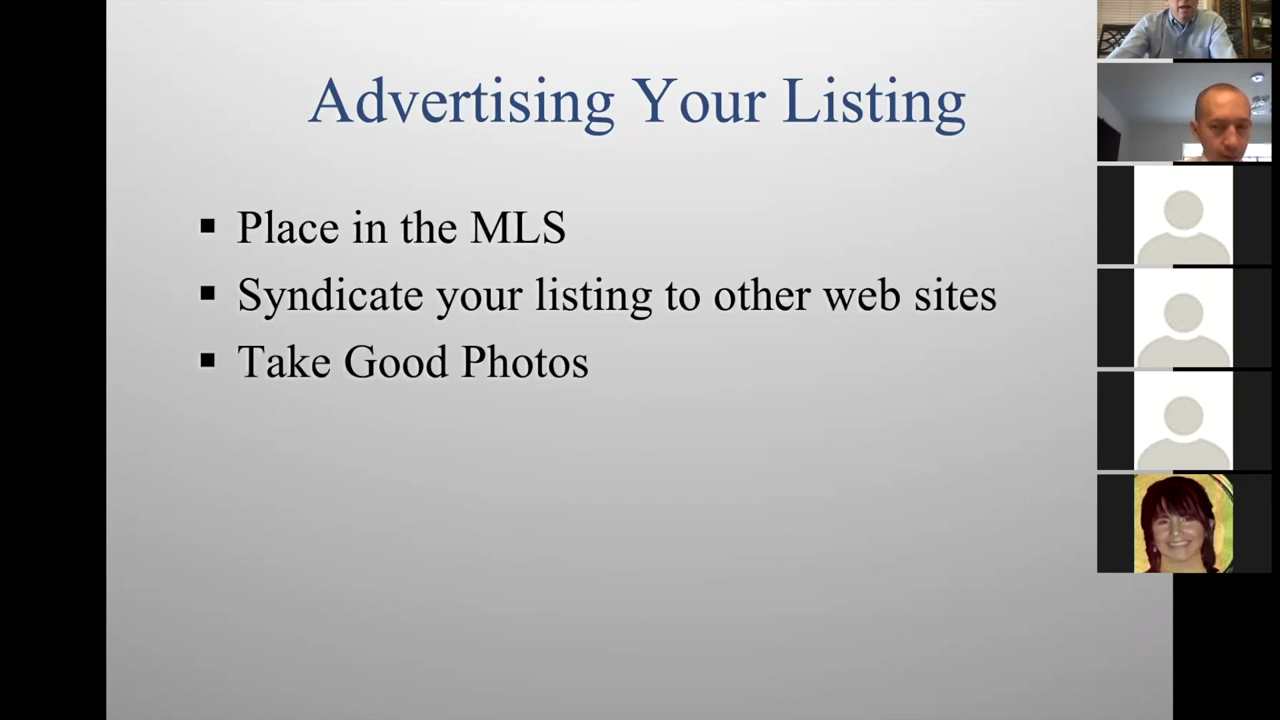 Advertising Your Listing
▪ Place in the MLS
▪ Syndicate your listing to other web sites
▪ Take Good Photos